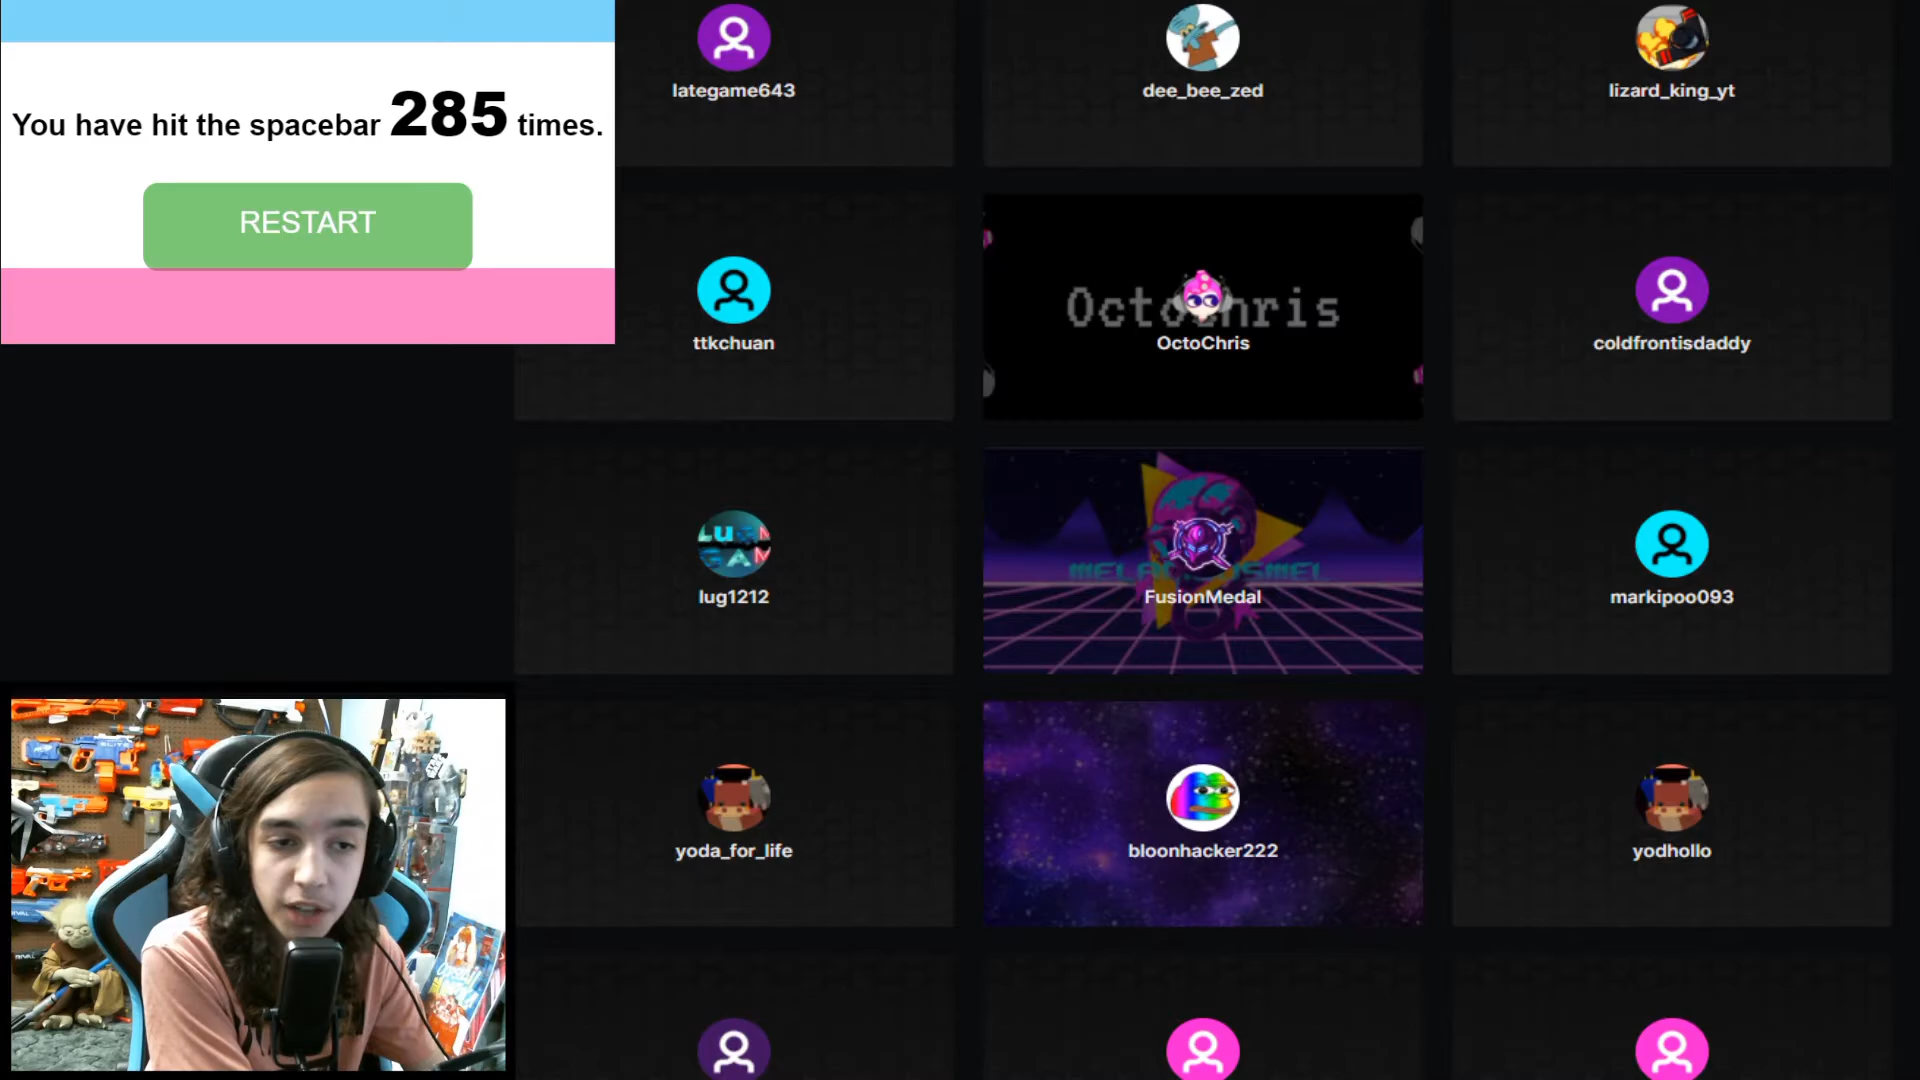 You have hit the spacebar 285 times.
RESTART
lategame643
dee_bee_zed
lizard_king_yt
ttkchuan
OctoChris
OctoChris
coldfrontisdaddy
lug1212
FusionMedal
markipoo093
yoda_for_life
bloonhacker222
yodhollo